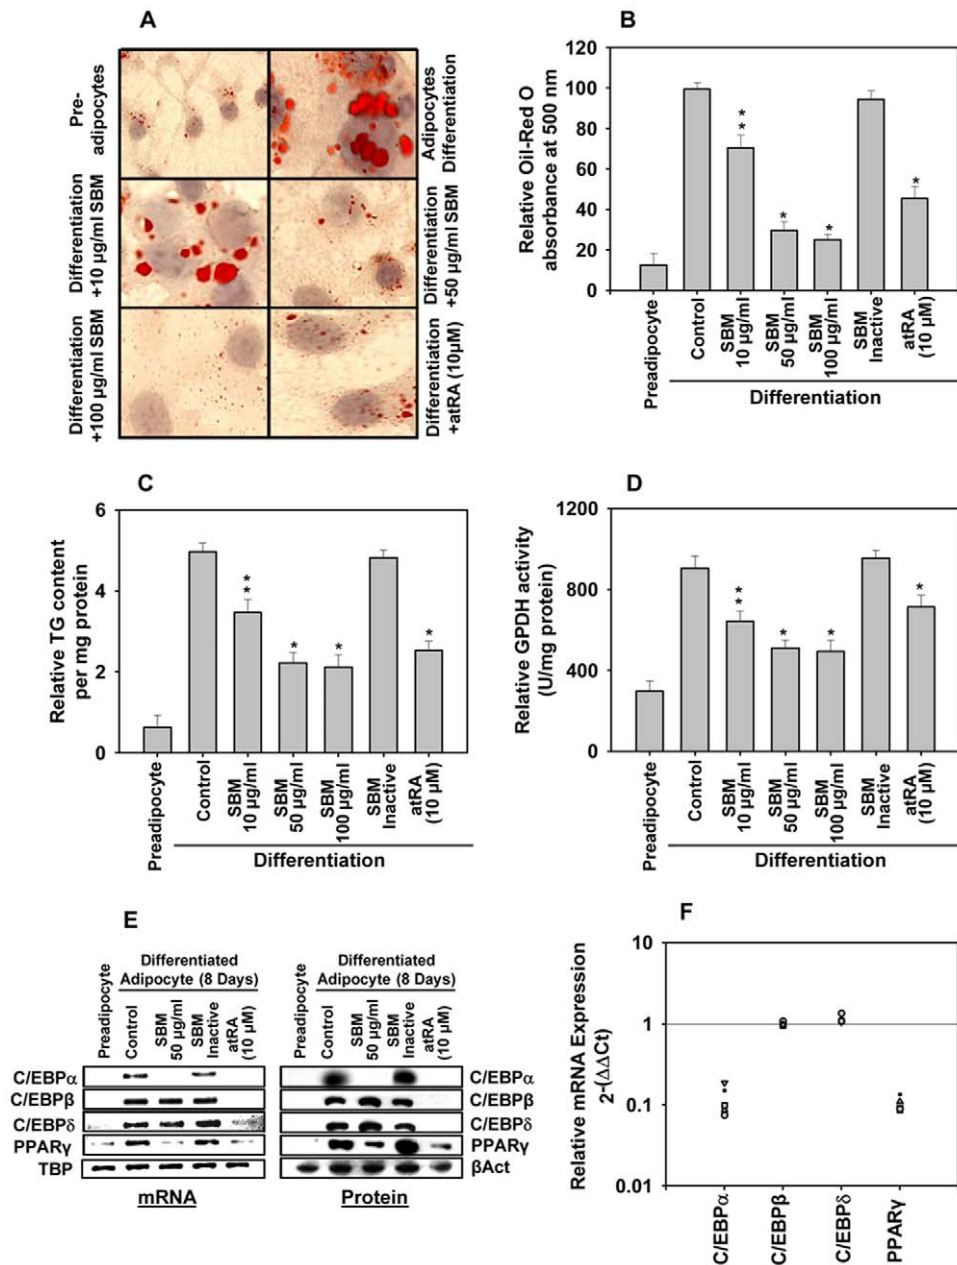 A
Pre-
adipocytes
Adipocytes
Differentiation
Differentiation
+10 µg/ml SBM
Differentiation
+50 µg/ml SBM
Differentiation
+100 µg/ml SBM
Differentiation
+atRA (10µM)
B
Relative Oil-Red O
absorbance at 500 nm
120
100
80
60
40
20
0
*
*
*
*
*
Preadipocyte
Control
SBM
10 µg/ml
SBM
50 µg/ml
SBM
100 µg/ml
SBM
Inactive
atRA
(10 µM)
Differentiation
C
Relative TG content
per mg protein
6
4
2
0
*
*
*
*
*
Preadipocyte
Control
SBM
10 µg/ml
SBM
50 µg/ml
SBM
100 µg/ml
SBM
Inactive
atRA
(10 µM)
Differentiation
D
Relative GPDH activity
(U/mg protein)
1200
800
400
0
*
*
*
*
*
Preadipocyte
Control
SBM
10 µg/ml
SBM
50 µg/ml
SBM
100 µg/ml
SBM
Inactive
atRA
(10 µM)
Differentiation
E
Differentiated
Adipocyte (8 Days)
Preadipocyte
Control
SBM
50 µg/ml
SBM
Inactive
atRA
(10 µM)
C/EBPα
C/EBPβ
C/EBPδ
PPARγ
TBP
mRNA
Differentiated
Adipocyte (8 Days)
Preadipocyte
Control
SBM
50 µg/ml
SBM
Inactive
atRA
(10 µM)
C/EBPα
C/EBPβ
C/EBPδ
PPARγ
βAct
Protein
F
Relative mRNA Expression
2-(ΔΔCt)
10
1
0.1
0.01
C/EBPα
C/EBPβ
C/EBPδ
PPARγ